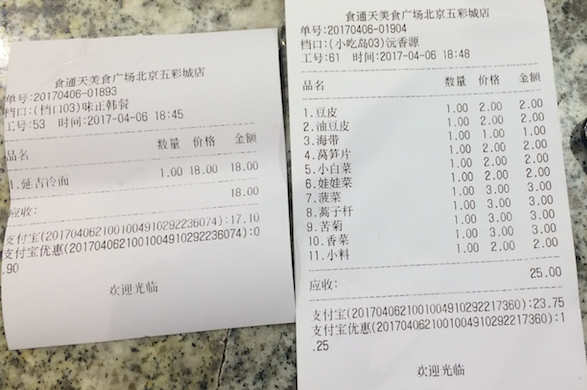 食通天美食广场北京五彩城店
单号:20170406-01893
档口:(档口03)味正韩餐
工号:53 时间:2017-04-06 18:45
品名 数量 价格 金额
1.延吉冷面 1.00 18.00 18.00
应收: 18.00
支付宝(2017040621001004910292236074):17.10
支付宝优惠(2017040621001004910292236074):0
.90
欢迎光临
食通天美食广场北京五彩城店
单号:20170406-01904
档口:(小吃岛03)沅香源
工号:61 时间:2017-04-06 18:48
品名 数量 价格 金额
1.豆皮 1.00 2.00 2.00
2.油豆皮 1.00 2.00 2.00
3.海带 1.00 1.00 1.00
4.莴笋片 1.00 2.00 2.00
5.小白菜 1.00 2.00 2.00
6.娃娃菜 1.00 2.00 2.00
7.菠菜 1.00 3.00 3.00
8.蒿子杆 1.00 3.00 3.00
9.苦菊 1.00 3.00 3.00
10.香菜 1.00 3.00 3.00
11.小料 1.00 2.00 2.00
应收: 25.00
支付宝(2017040621001004910292217360):23.75
支付宝优惠(2017040621001004910292217360):1
.25
欢迎光临